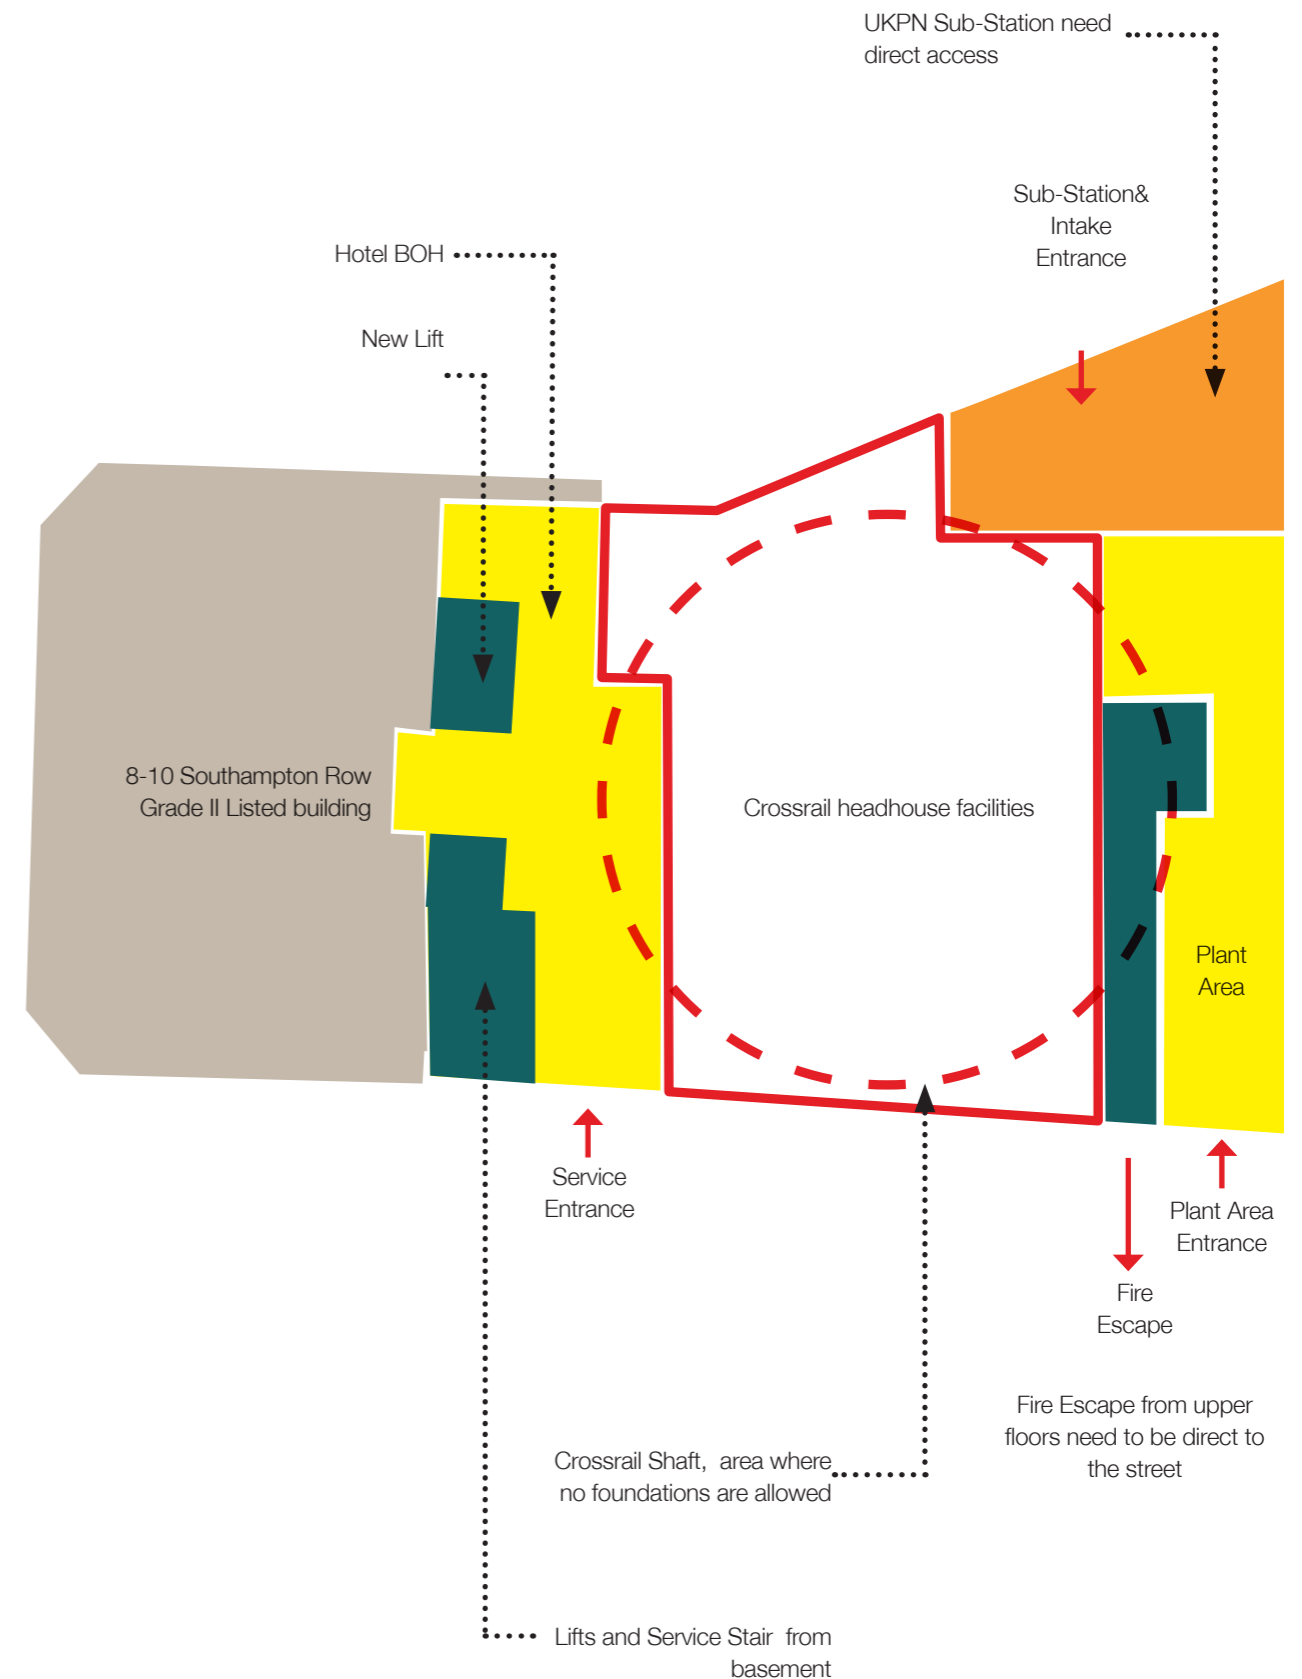 UKPN Sub-Station need
direct access
Sub-Station&
Intake
Entrance
Hotel BOH
New Lift
8-10 Southampton Row
Grade II Listed building
Crossrail headhouse facilities
Plant
Area
Service
Entrance
Plant Area
Entrance
Fire
Escape
Fire Escape from upper
floors need to be direct to
the street
Crossrail Shaft, area where
no foundations are allowed
Lifts and Service Stair from
basement